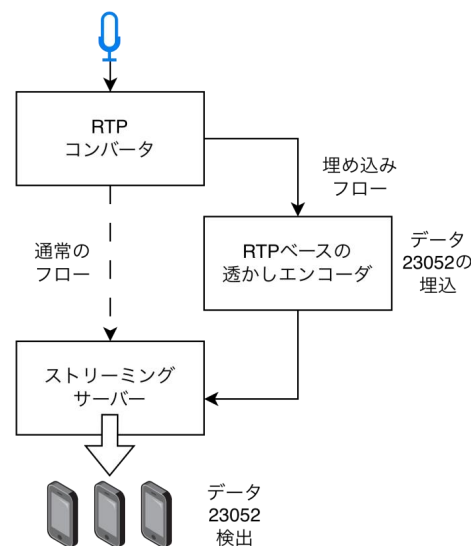 RTP
コンバータ
埋め込み
フロー
通常の
フロー
RTPベースの
透かしエンコーダ
データ
23052の
埋込
ストリーミング
サーバー
データ
23052
検出